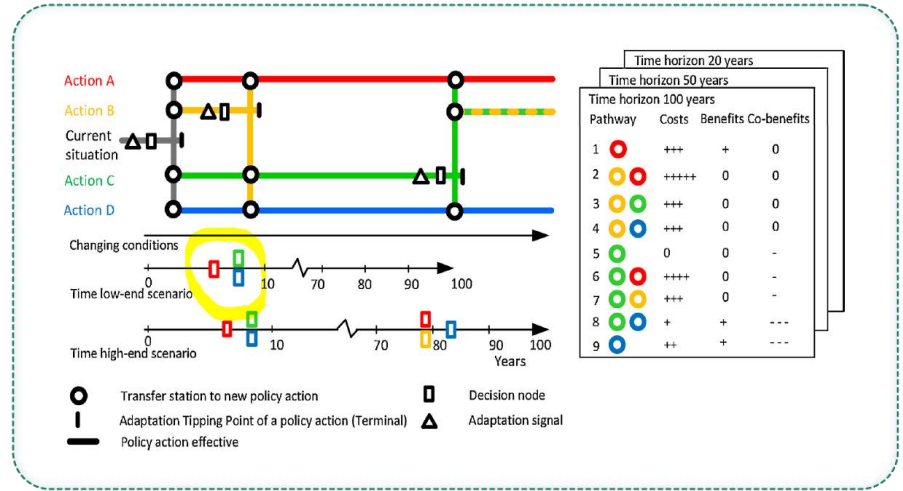 Action A
Action B
Current
situation
Action C
Action D
Changing conditions
0 10 70 80 90 100
Time low-end scenario
0 10 70 80 90 100
Time high-end scenario
Years
Transfer station to new policy action
Adaptation Tipping Point of a policy action (Terminal)
Policy action effective
Decision node
Adaptation signal
Time horizon 20 years
Time horizon 50 years
Time horizon 100 years
Pathway Costs Benefits Co-benefits
1 +++ + 0
2 +++++ 0 0
3 +++ 0 0
4 +++ 0 0
5 0 0 -
6 ++++ 0 -
7 +++ 0 -
8 + + ---
9 ++ + ---